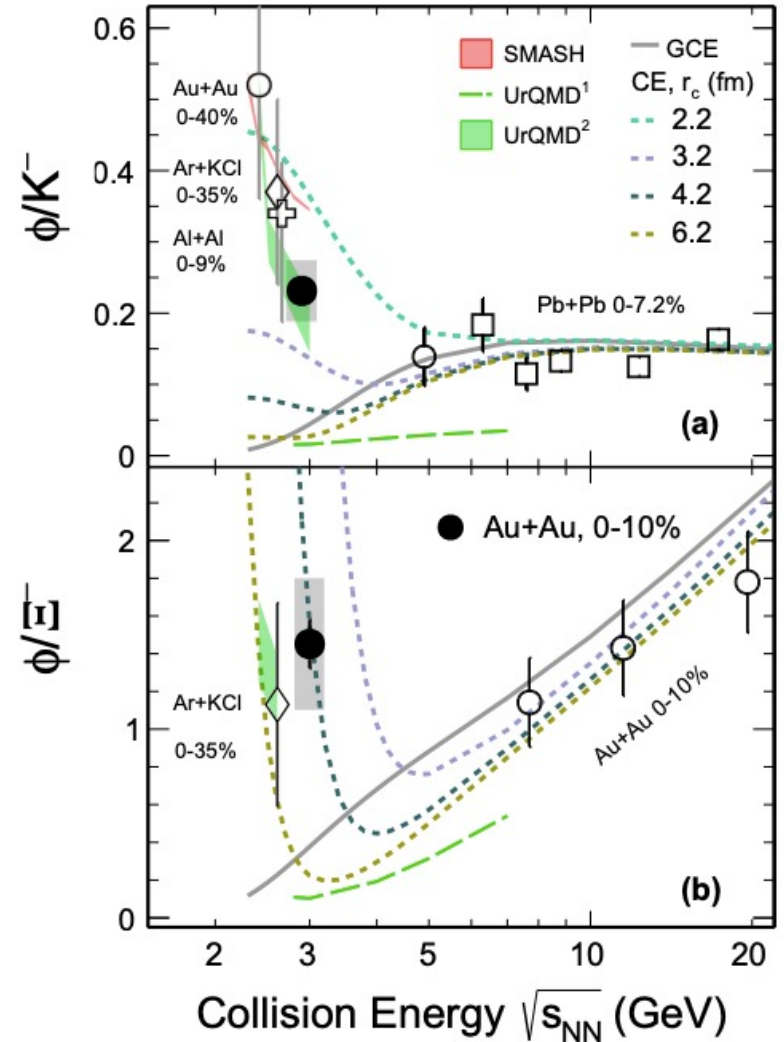 0.6
0.4
0.2
0
ϕ/K⁻
Au+Au
0-40%
Ar+KCl
0-35%
Al+Al
0-9%
SMASH
UrQMD¹
UrQMD²
GCE
CE, r_c (fm)
2.2
3.2
4.2
6.2
Pb+Pb 0-7.2%
(a)
2
1
0
ϕ/Ξ⁻
Au+Au, 0-10%
Ar+KCl
0-35%
Au+Au 0-10%
(b)
2 3 5 10 20
Collision Energy √s_NN (GeV)